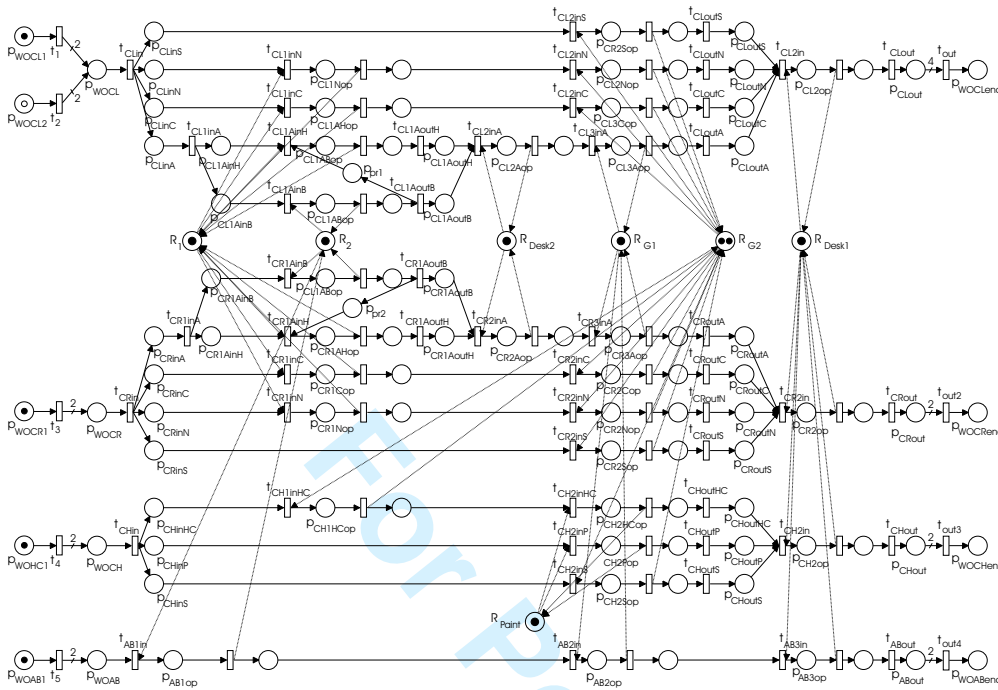 pWOCL1 t1 2 pWOCL
pWOCL2 t2 2
tCLin pCLinS pCLinN pCLinC pCLinA
tCL1inN pCL1Nop
tCL1inC pCL1AHop
tCL1inA pCL1AinH tCL1AinH pCL1ABop tCL1AoutH pCL1AoutH
pCL1AinB tCL1AinB pCL1ABop tCL1AoutB pCL1AoutB
Ppr1
tCL2inA pCL2Aop tCL3inA pCL3Aop
tCL2inS pCR2Sop tCLoutS pCLoutS
tCL2inN pCL2Nop tCLoutN pCLoutN
tCL2inC pCL3Cop tCLoutC pCLoutC
tCLoutA pCLoutA
tCL2in pCL2op tCLout pCLout 4 tout pWOCLend
R1
R2
RDesk2
RG1
RG2
RDesk1
tCR1AinB pCL1ABop tCR1AoutB pCR1AoutB
pCR1AinB
Ppr2
tCR1inA pCR1AinH tCR1AinH pCR1AHop tCR1AoutH pCR1AoutH
tCR2inA pCR2Aop tCR3inA pCR3Aop tCRoutA pCRoutA
pCRinA
tCR1inC pCR1Cop tCR2inC pCR2Cop tCRoutC pCRoutC
pCRinC
pWOCR1 t3 2 pWOCR tCRin pCRinN
tCR1inN pCR1Nop tCR2inN pCR2Nop tCRoutN pCRoutN
tCR2in pCR2op tCRout pCRout 2 tout2 pWOCRend
pCRinS tCR2inS pCR2Sop tCRoutS pCRoutS
pCHinHC tCH1inHC pCH1HCop tCH2inHC pCH2HCop tCHoutHC pCHoutHC
pWOHC1 t4 2 pWOCH tCHin pCHinP
tCH2inP pCH2Pop tCHoutP pCHoutP
tCH2in pCH2op tCHout pCHout 2 tout3 pWOCHend
pCHinS tCH2inS pCH2Sop tCHoutS pCHoutS
RPaint
pWOAB1 t5 2 pWOAB tAB1in pAB1op tAB2in pAB2op tAB3in pAB3op tABout pABout 2 tout4 pWOABend
For